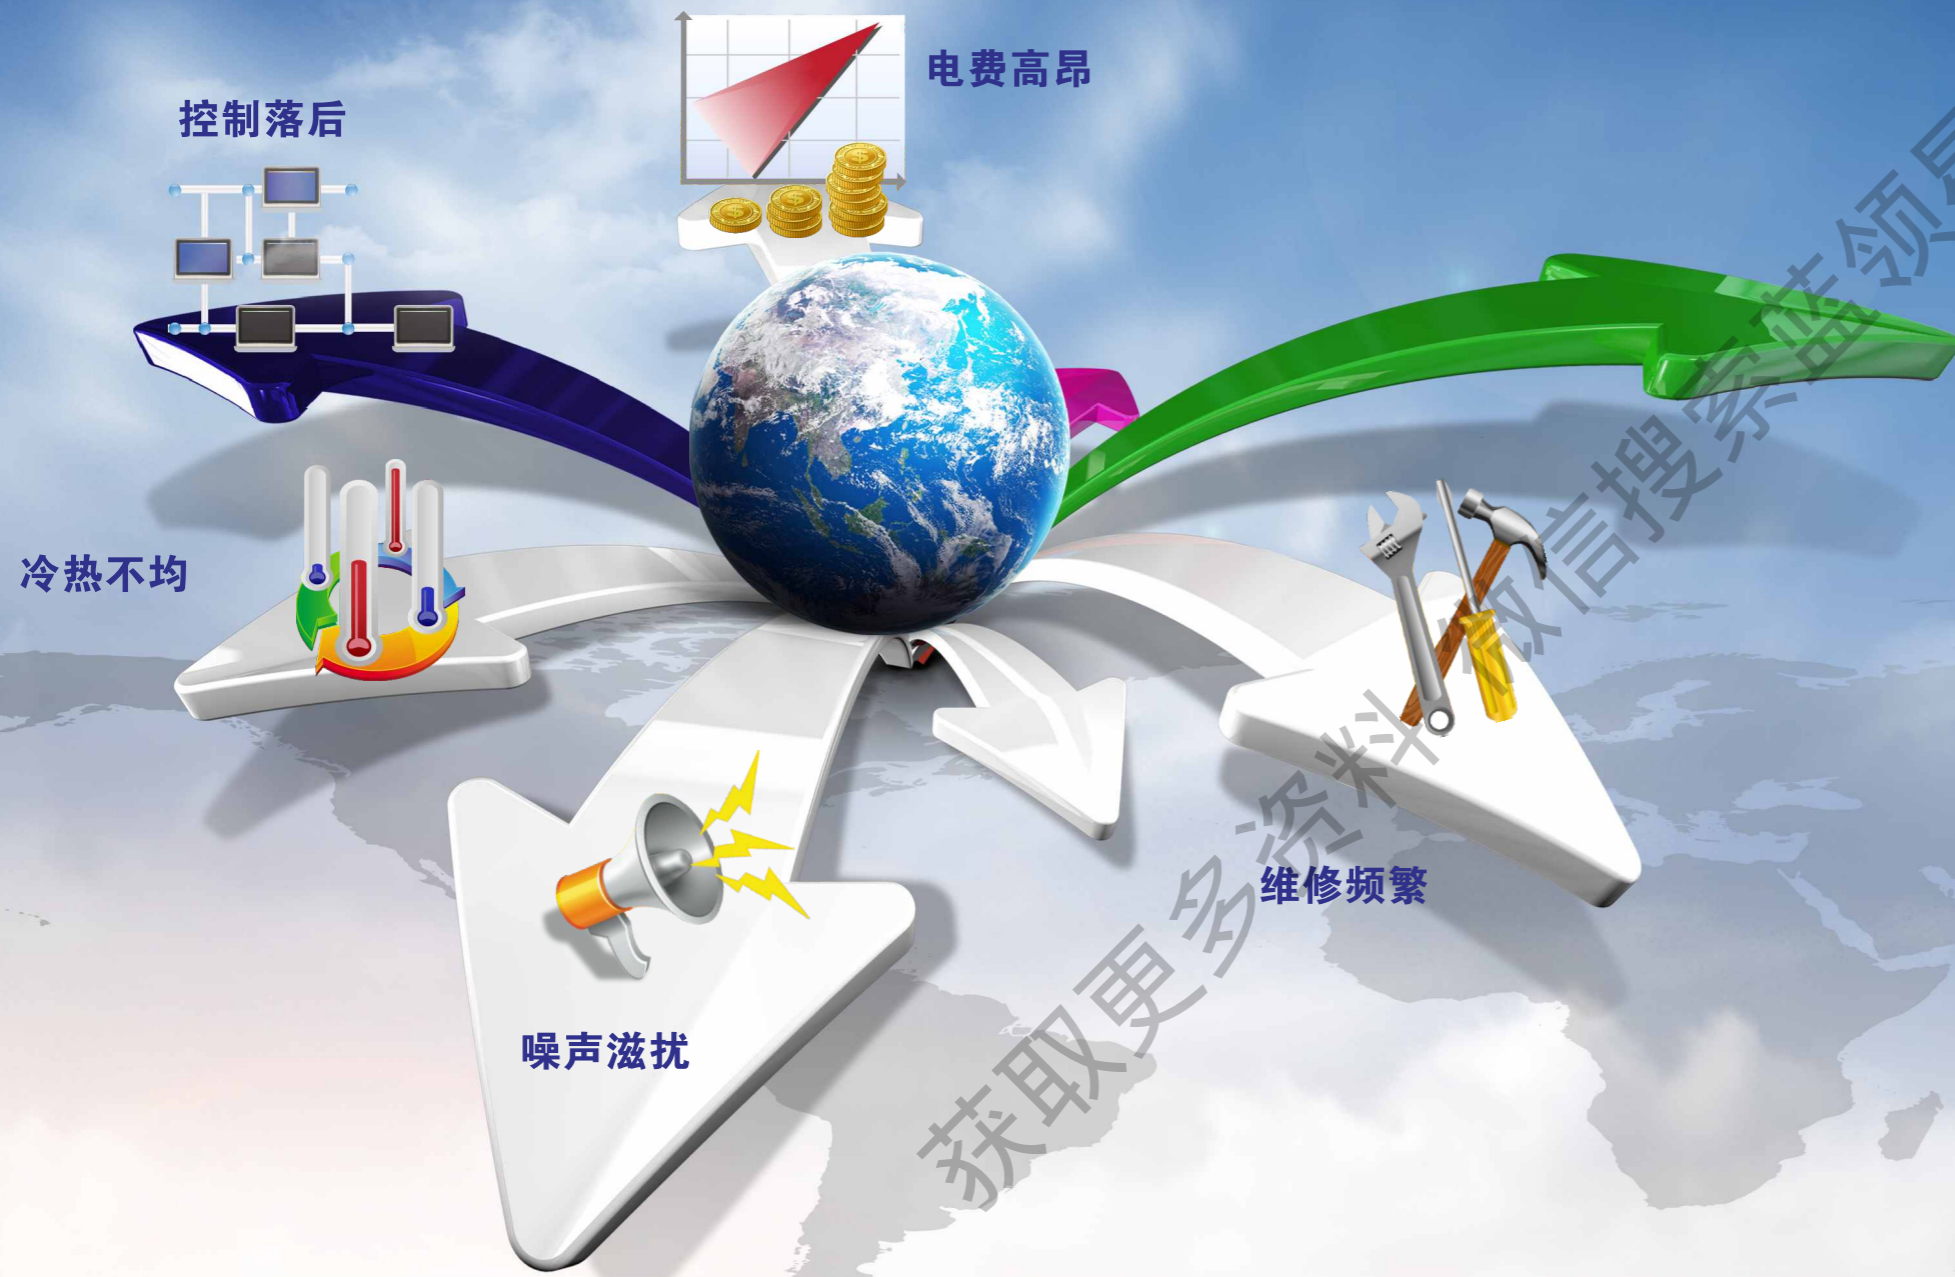 电费高昂
控制落后
冷热不均
维修频繁
噪声滋扰
获取更多资料 微信搜索蓝领